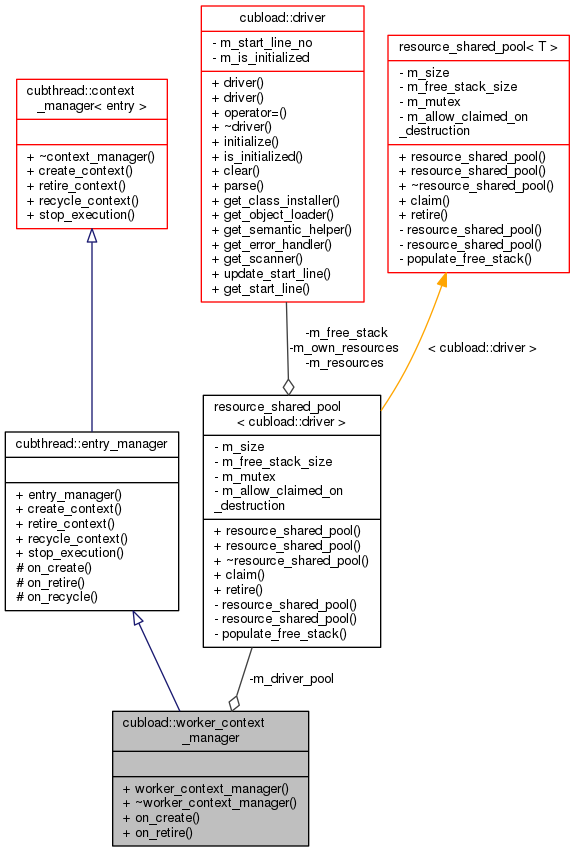 cubload::driver
- m_start_line_no
- m_is_initialized
+ driver()
+ driver()
+ operator=()
+ ~driver()
+ initialize()
+ is_initialized()
+ clear()
+ parse()
+ get_class_installer()
+ get_object_loader()
+ get_semantic_helper()
+ get_error_handler()
+ get_scanner()
+ update_start_line()
+ get_start_line()
resource_shared_pool< T >
- m_size
- m_free_stack_size
- m_mutex
- m_allow_claimed_on
_destruction
+ resource_shared_pool()
+ resource_shared_pool()
+ ~resource_shared_pool()
+ claim()
+ retire()
- resource_shared_pool()
- resource_shared_pool()
- populate_free_stack()
cubthread::context
_manager< entry >
+ ~context_manager()
+ create_context()
+ retire_context()
+ recycle_context()
+ stop_execution()
-m_free_stack
-m_own_resources
-m_resources
< cubload::driver >
resource_shared_pool
< cubload::driver >
- m_size
- m_free_stack_size
- m_mutex
- m_allow_claimed_on
_destruction
+ resource_shared_pool()
+ resource_shared_pool()
+ ~resource_shared_pool()
+ claim()
+ retire()
- resource_shared_pool()
- resource_shared_pool()
- populate_free_stack()
cubthread::entry_manager
+ entry_manager()
+ create_context()
+ retire_context()
+ recycle_context()
+ stop_execution()
# on_create()
# on_retire()
# on_recycle()
-m_driver_pool
cubload::worker_context
_manager
+ worker_context_manager()
+ ~worker_context_manager()
+ on_create()
+ on_retire()